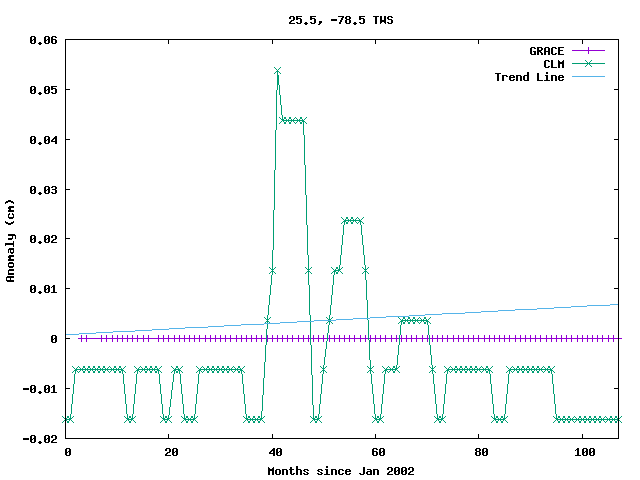 25.5, -78.5 TWS
GRACE
CLM
Trend Line
0.06
0.05
0.04
0.03
0.02
0.01
0
-0.01
-0.02
Anomaly (cm)
0 20 40 60 80 100
Months since Jan 2002